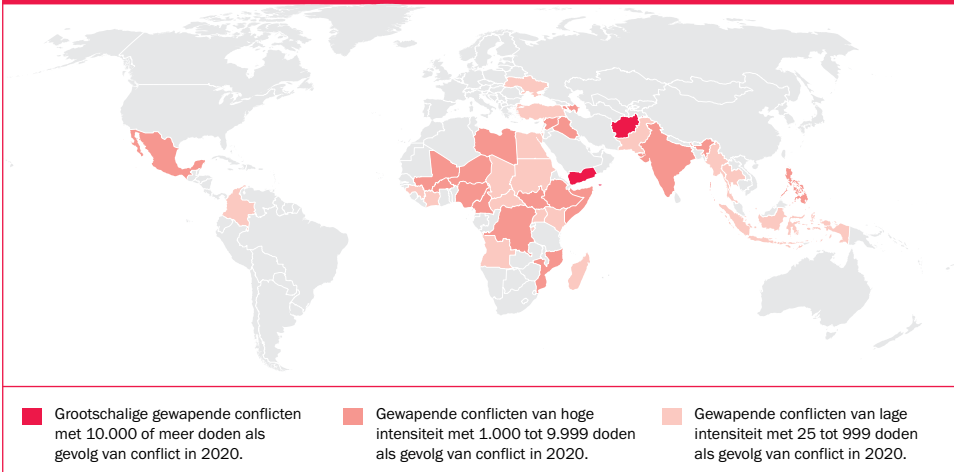 Grootschalige gewapende conflicten
met 10.000 of meer doden als
gevolg van conflict in 2020.
Gewapende conflicten van hoge
intensiteit met 1.000 tot 9.999 doden
als gevolg van conflict in 2020.
Gewapende conflicten van lage
intensiteit met 25 tot 999 doden
als gevolg van conflict in 2020.